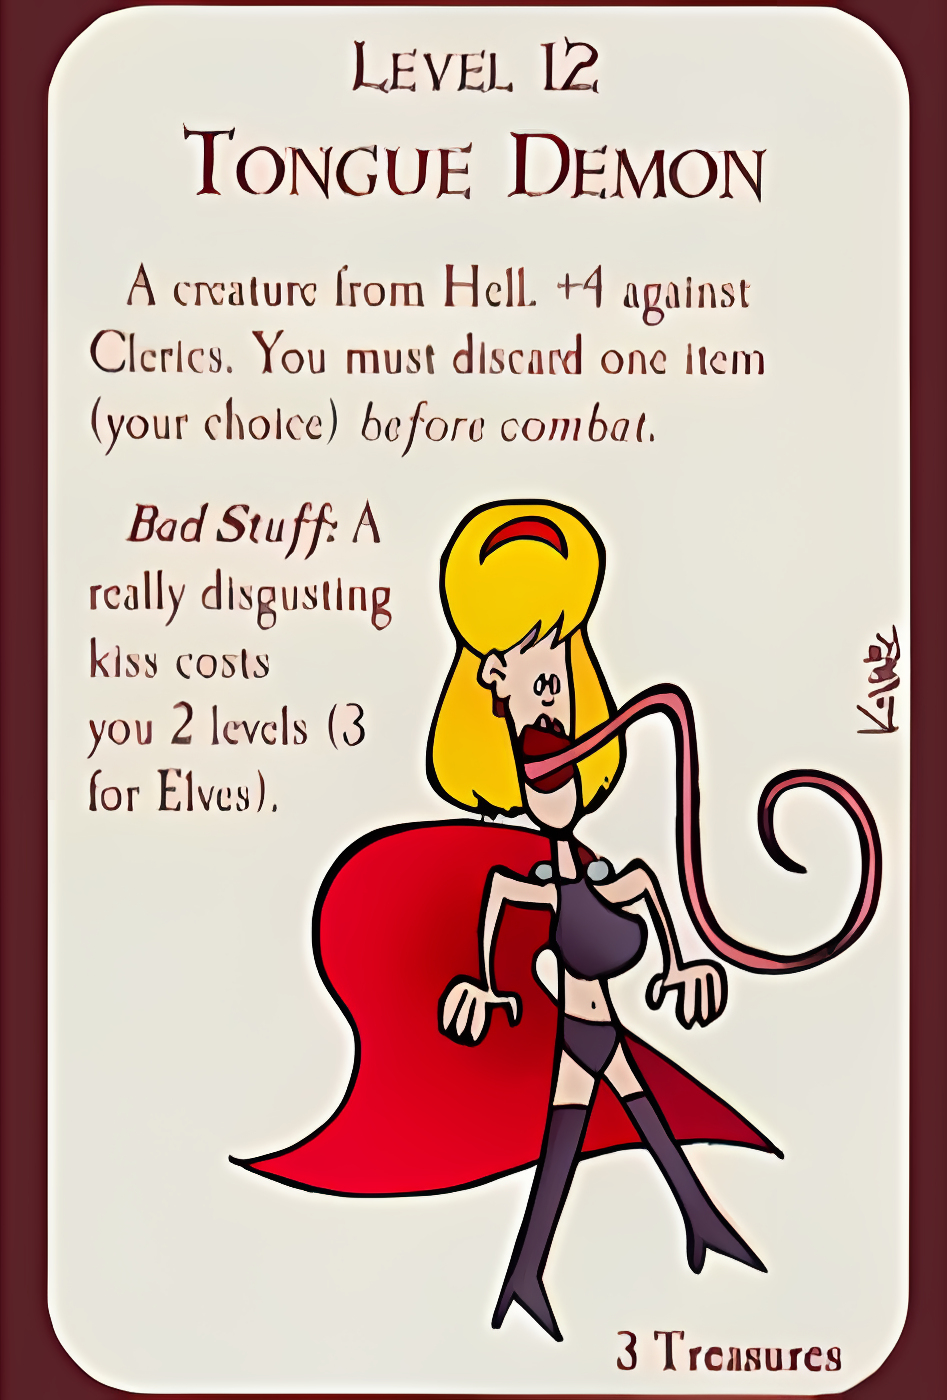 Level 12
Tongue Demon
A creature from Hell. +4 against
Clerics. You must discard one item
(your choice) before combat.
Bad Stuff: A
really disgusting
kiss costs
you 2 levels (3
for Elves).
3 Treasures